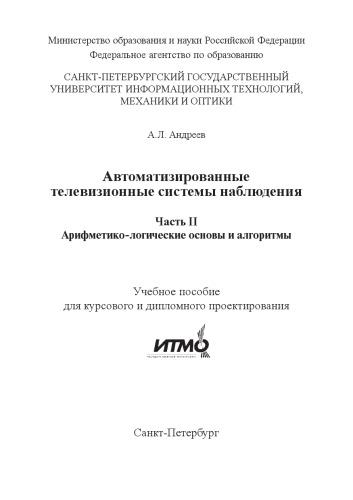 Министерство образования и науки Российской Федерации
Федеральное агентство по образованию
САНКТ-ПЕТЕРБУРГСКИЙ ГОСУДАРСТВЕННЫЙ
УНИВЕРСИТЕТ ИНФОРМАЦИОННЫХ ТЕХНОЛОГИЙ,
МЕХАНИКИ И ОПТИКИ
А.Л. Андреев
Автоматизированные
телевизионные системы наблюдения
Часть II
Арифметико-логические основы и алгоритмы
Учебное пособие
для курсового и дипломного проектирования
ИТМО
Санкт-Петербург